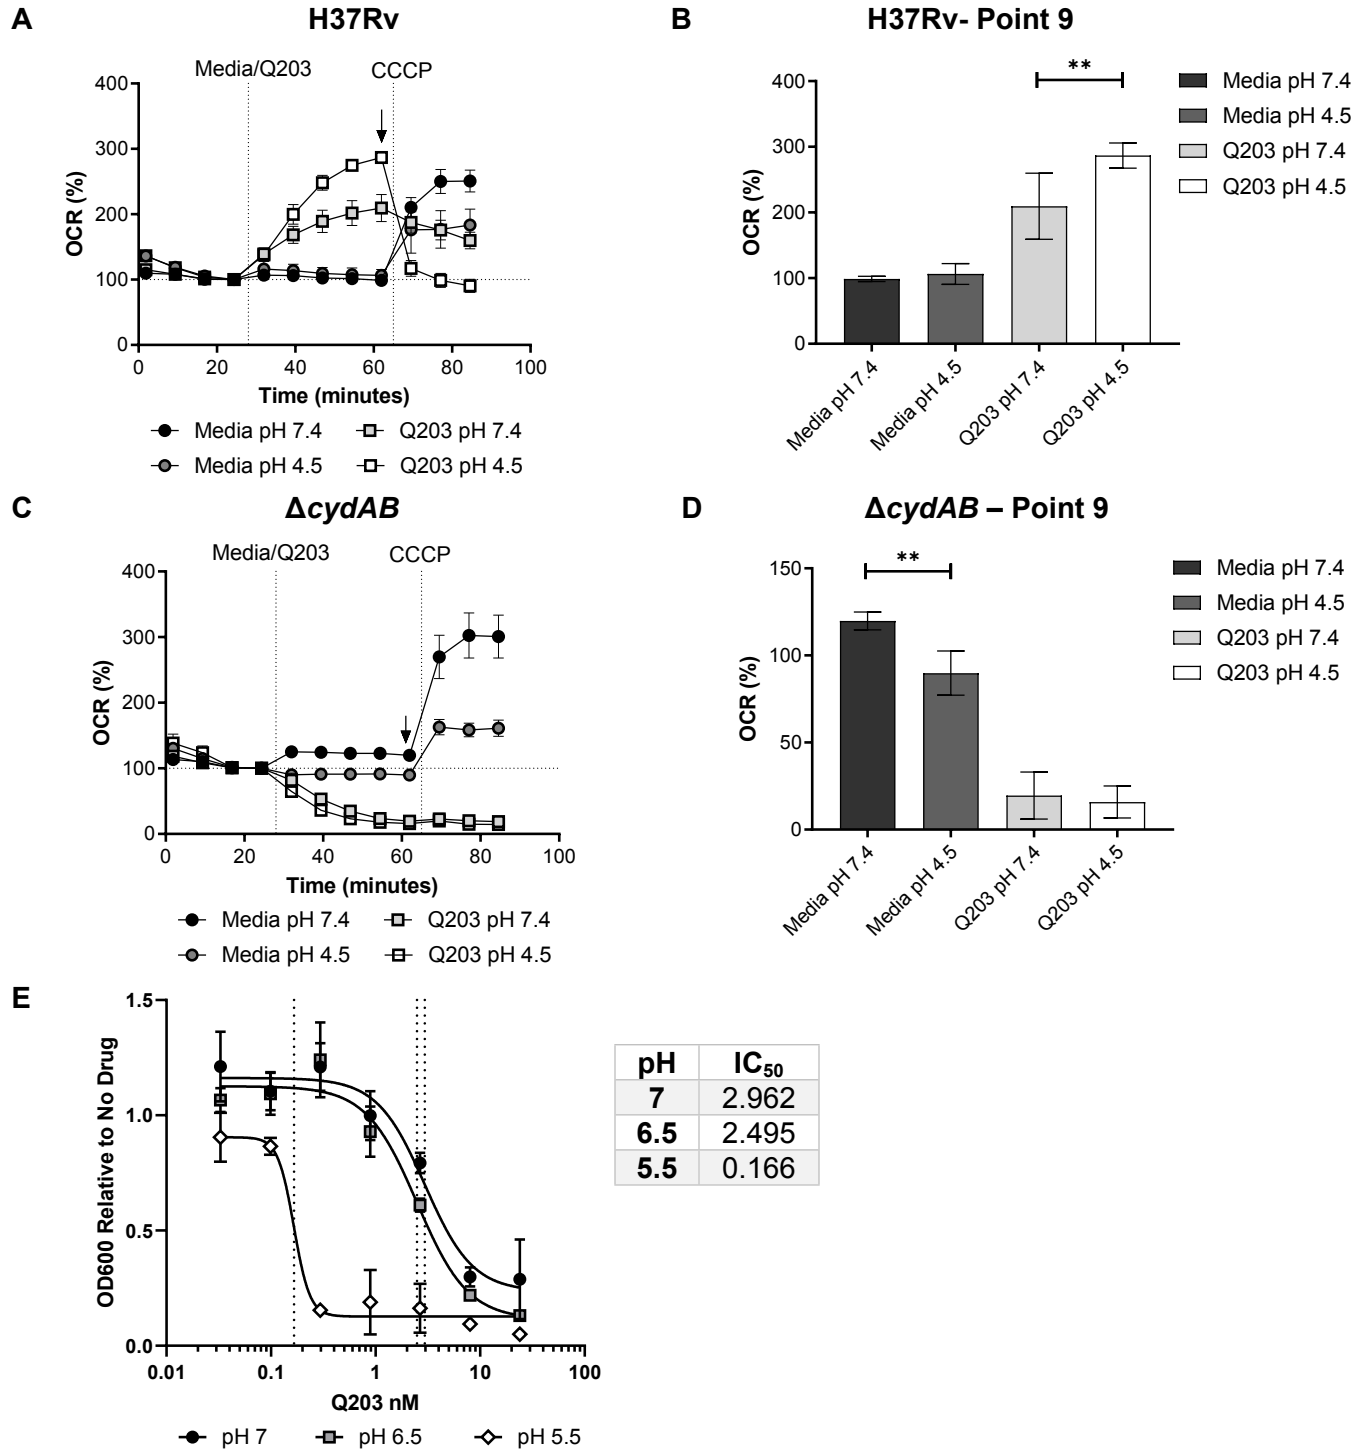 A
H37Rv
Media/Q203
CCCP
OCR (%)
400
300
200
100
0
0 20 40 60 80 100
Time (minutes)
Media pH 7.4 Q203 pH 7.4
Media pH 4.5 Q203 pH 4.5
B
H37Rv- Point 9
**
OCR (%)
400
300
200
100
0
Media pH 7.4
Media pH 4.5
Q203 pH 7.4
Q203 pH 4.5
Media pH 7.4
Media pH 4.5
Q203 pH 7.4
Q203 pH 4.5
C
ΔcydAB
Media/Q203
CCCP
OCR (%)
400
300
200
100
0
0 20 40 60 80 100
Time (minutes)
Media pH 7.4 Q203 pH 7.4
Media pH 4.5 Q203 pH 4.5
D
ΔcydAB – Point 9
**
OCR (%)
150
100
50
0
Media pH 7.4
Media pH 4.5
Q203 pH 7.4
Q203 pH 4.5
Media pH 7.4
Media pH 4.5
Q203 pH 7.4
Q203 pH 4.5
E
OD600 Relative to No Drug
1.5
1.0
0.5
0.0
0.01 0.1 1 10 100
Q203 nM
pH 7 pH 6.5 pH 5.5
pH IC50
7 2.962
6.5 2.495
5.5 0.166